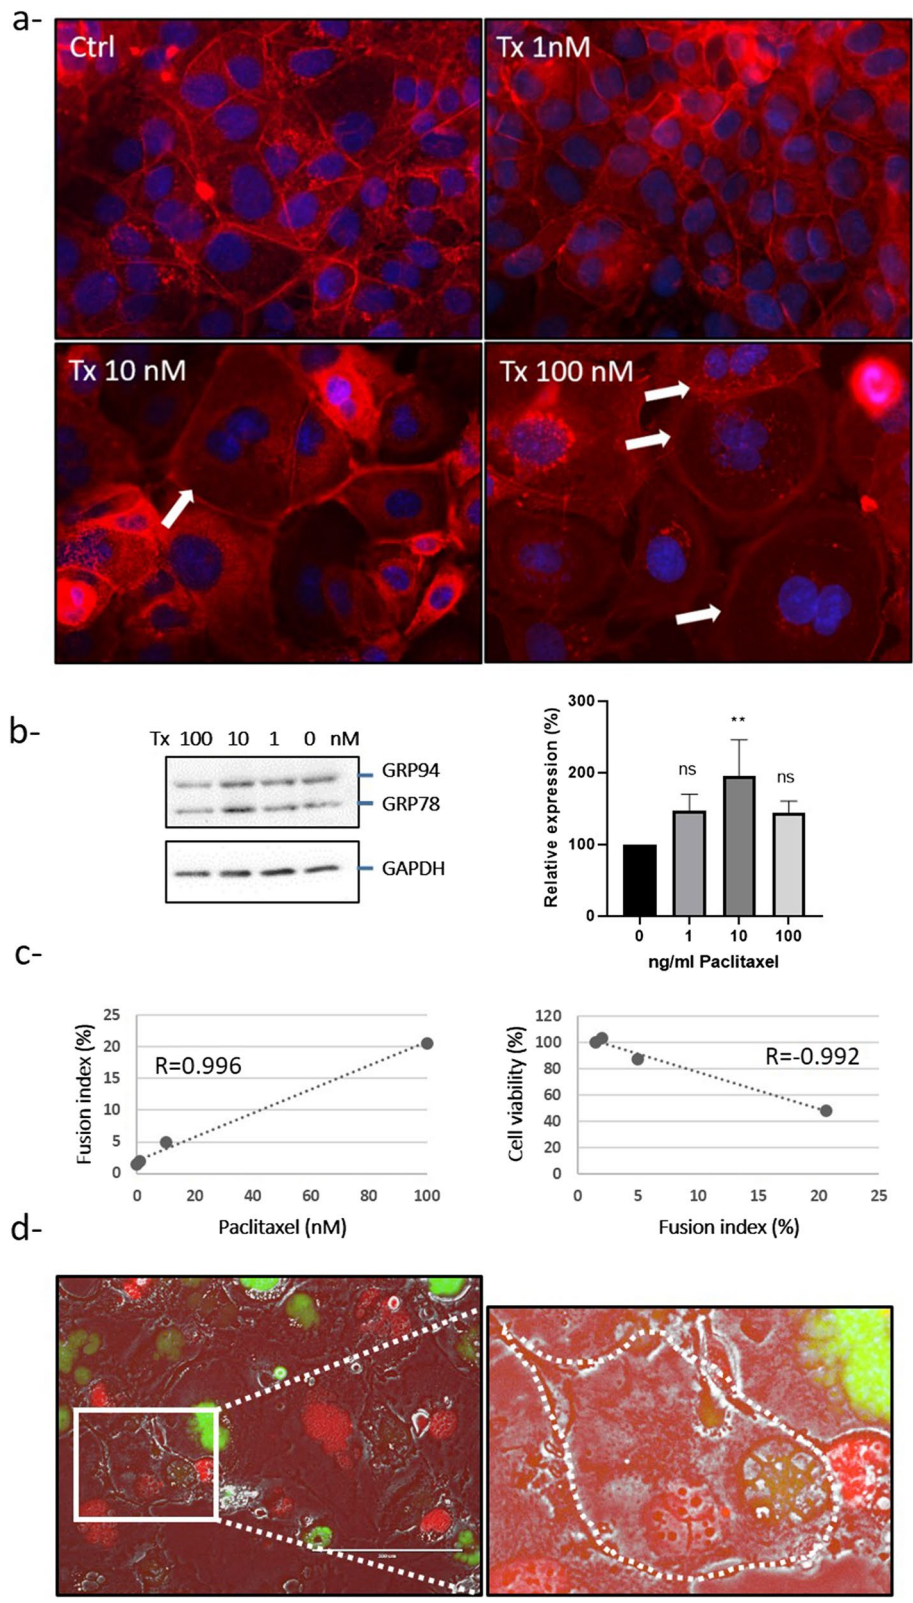 a-
Ctrl
Tx 1nM
Tx 10 nM
Tx 100 nM
b-
Tx 100 10 1 0 nM
GRP94
GRP78
GAPDH
Relative expression (%)
300
200
100
0
ns
**
ns
0 1 10 100
ng/ml Paclitaxel
c-
Fusion index (%)
25
20
15
10
5
0
R=0.996
0 20 40 60 80 100
Paclitaxel (nM)
Cell viability (%)
120
100
80
60
40
20
0
R=-0.992
0 5 10 15 20 25
Fusion index (%)
d-